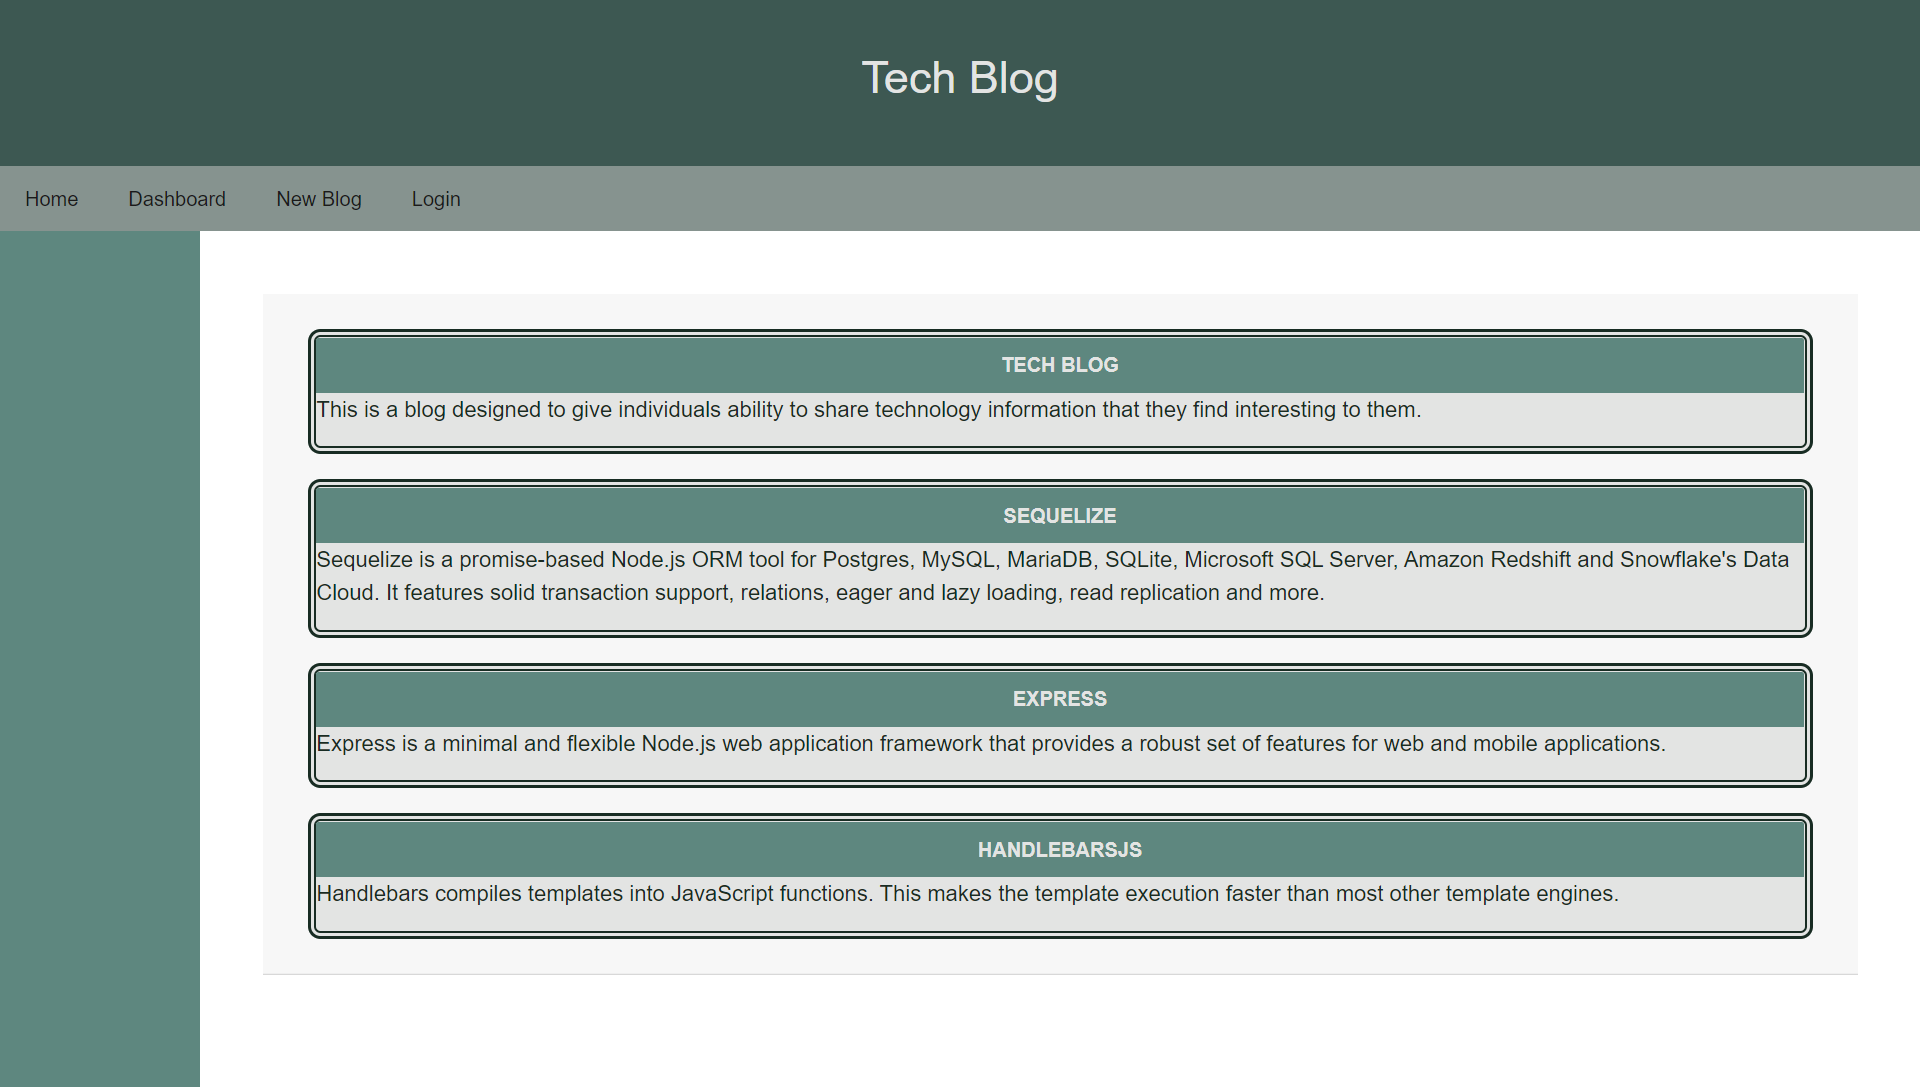 Tech Blog
Home Dashboard New Blog Login
TECH BLOG
This is a blog designed to give individuals ability to share technology information that they find interesting to them.
SEQUELIZE
Sequelize is a promise-based Node.js ORM tool for Postgres, MySQL, MariaDB, SQLite, Microsoft SQL Server, Amazon Redshift and Snowflake's Data
Cloud. It features solid transaction support, relations, eager and lazy loading, read replication and more.
EXPRESS
Express is a minimal and flexible Node.js web application framework that provides a robust set of features for web and mobile applications.
HANDLEBARSJS
Handlebars compiles templates into JavaScript functions. This makes the template execution faster than most other template engines.